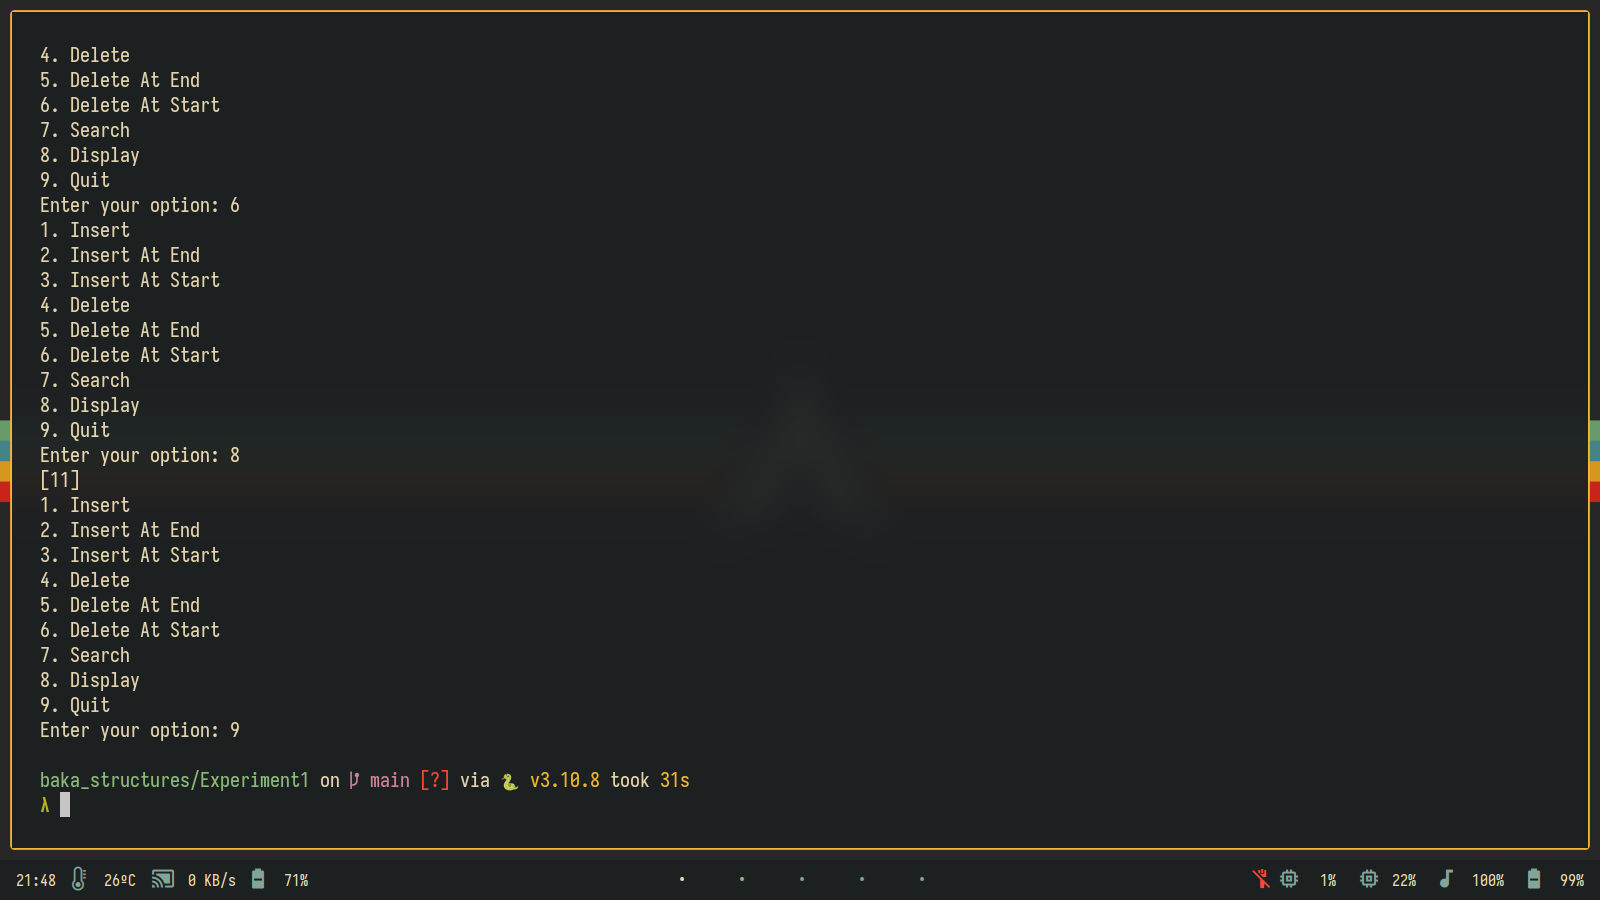 4. Delete
5. Delete At End
6. Delete At Start
7. Search
8. Display
9. Quit
Enter your option: 6
1. Insert
2. Insert At End
3. Insert At Start
4. Delete
5. Delete At End
6. Delete At Start
7. Search
8. Display
9. Quit
Enter your option: 8
[11]
1. Insert
2. Insert At End
3. Insert At Start
4. Delete
5. Delete At End
6. Delete At Start
7. Search
8. Display
9. Quit
Enter your option: 9
baka_structures/Experiment1 on main [?] via 🐍 v3.10.8 took 31s
λ
21:48 26ºC 0 KB/s 71% 1% 22% 100% 99%